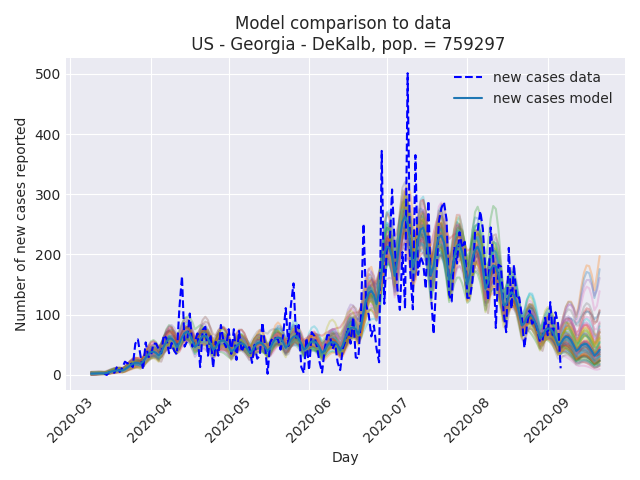 Model comparison to data
US - Georgia - DeKalb, pop. = 759297
new cases data
new cases model
Number of new cases reported
500
400
300
200
100
0
2020-03
2020-04
2020-05
2020-06
2020-07
2020-08
2020-09
Day